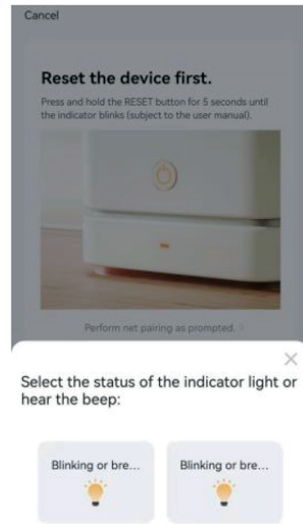 Cancel
Reset the device first.
Press and hold the RESET button for 5 seconds until
the indicator blinks (subject to the user manual).
Perform net pairing as prompted.
Select the status of the indicator light or
hear the beep:
Blinking or bre...
Blinking or bre...